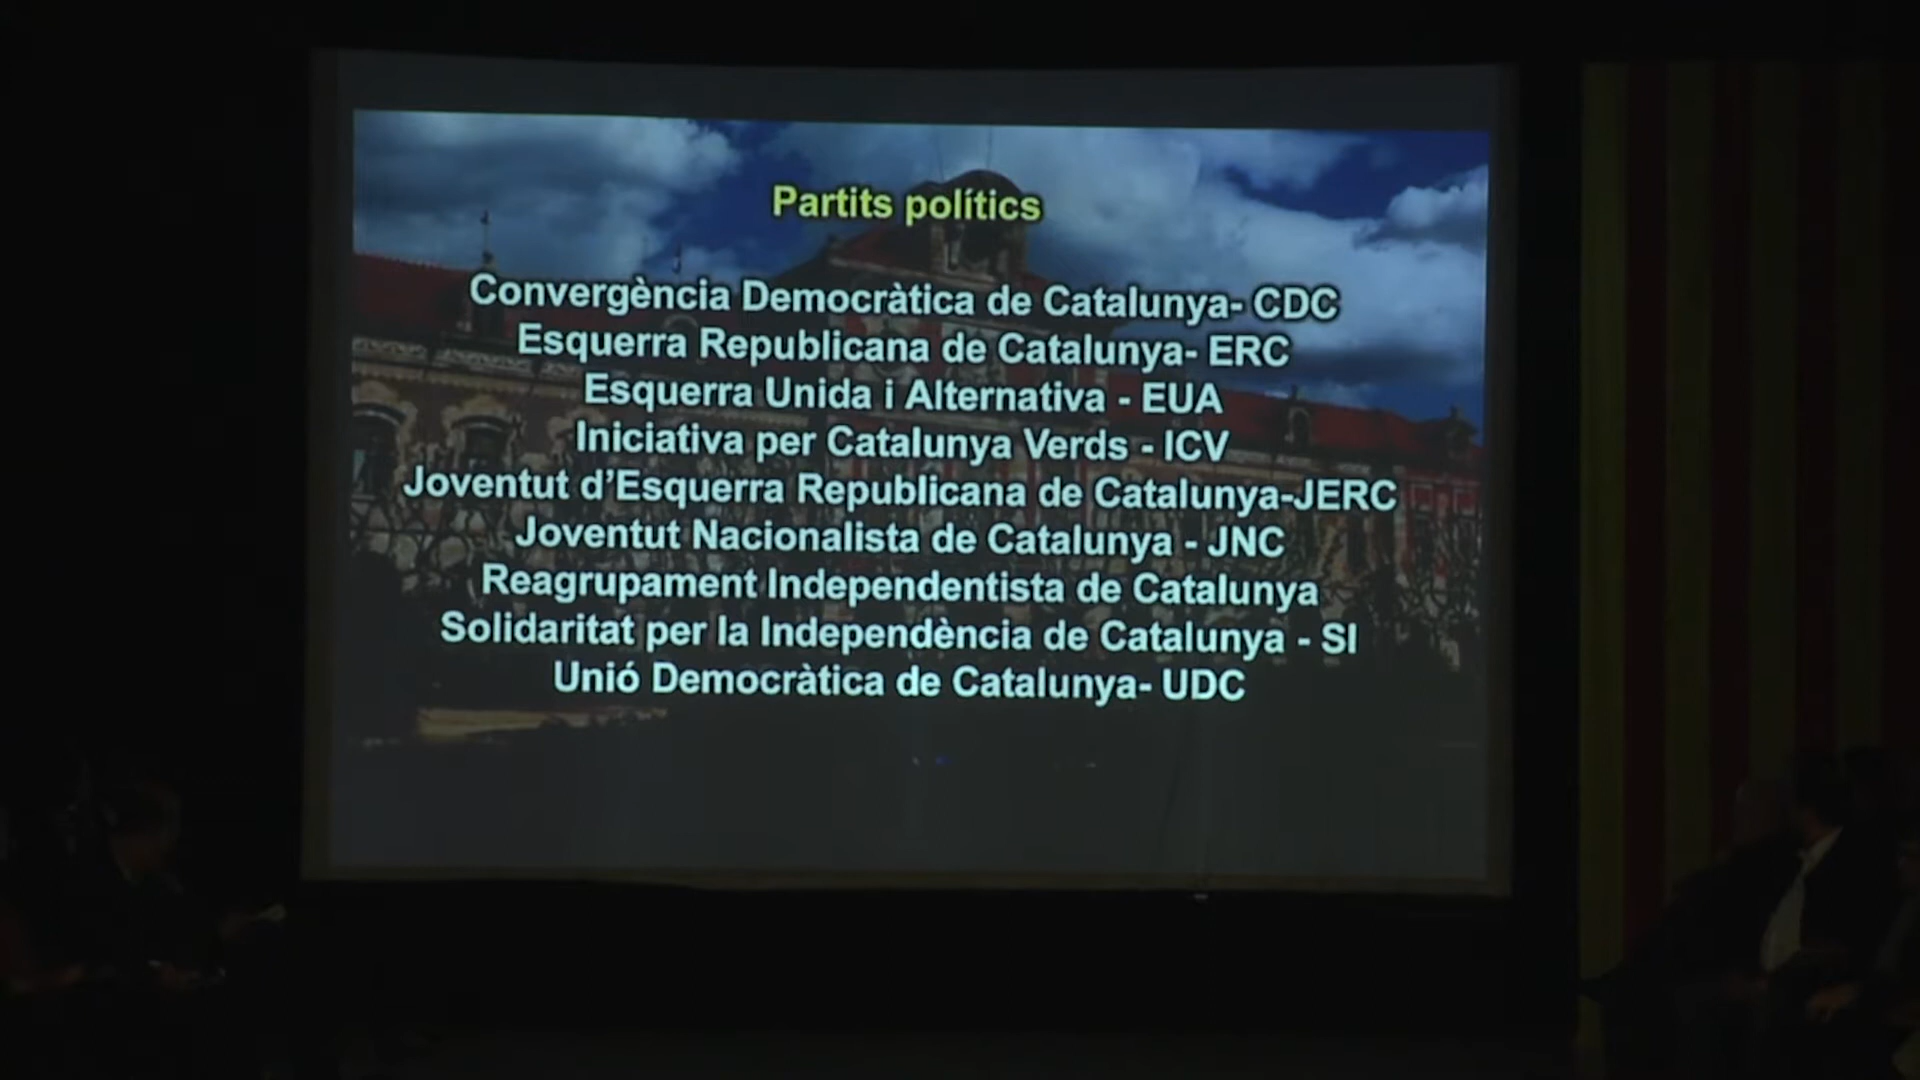 Partits polítics
Convergència Democràtica de Catalunya- CDC
Esquerra Republicana de Catalunya- ERC
Esquerra Unida i Alternativa - EUA
Iniciativa per Catalunya Verds - ICV
Joventut d’Esquerra Republicana de Catalunya-JERC
Joventut Nacionalista de Catalunya - JNC
Reagrupament Independentista de Catalunya
Solidaritat per la Independència de Catalunya - SI
Unió Democràtica de Catalunya- UDC